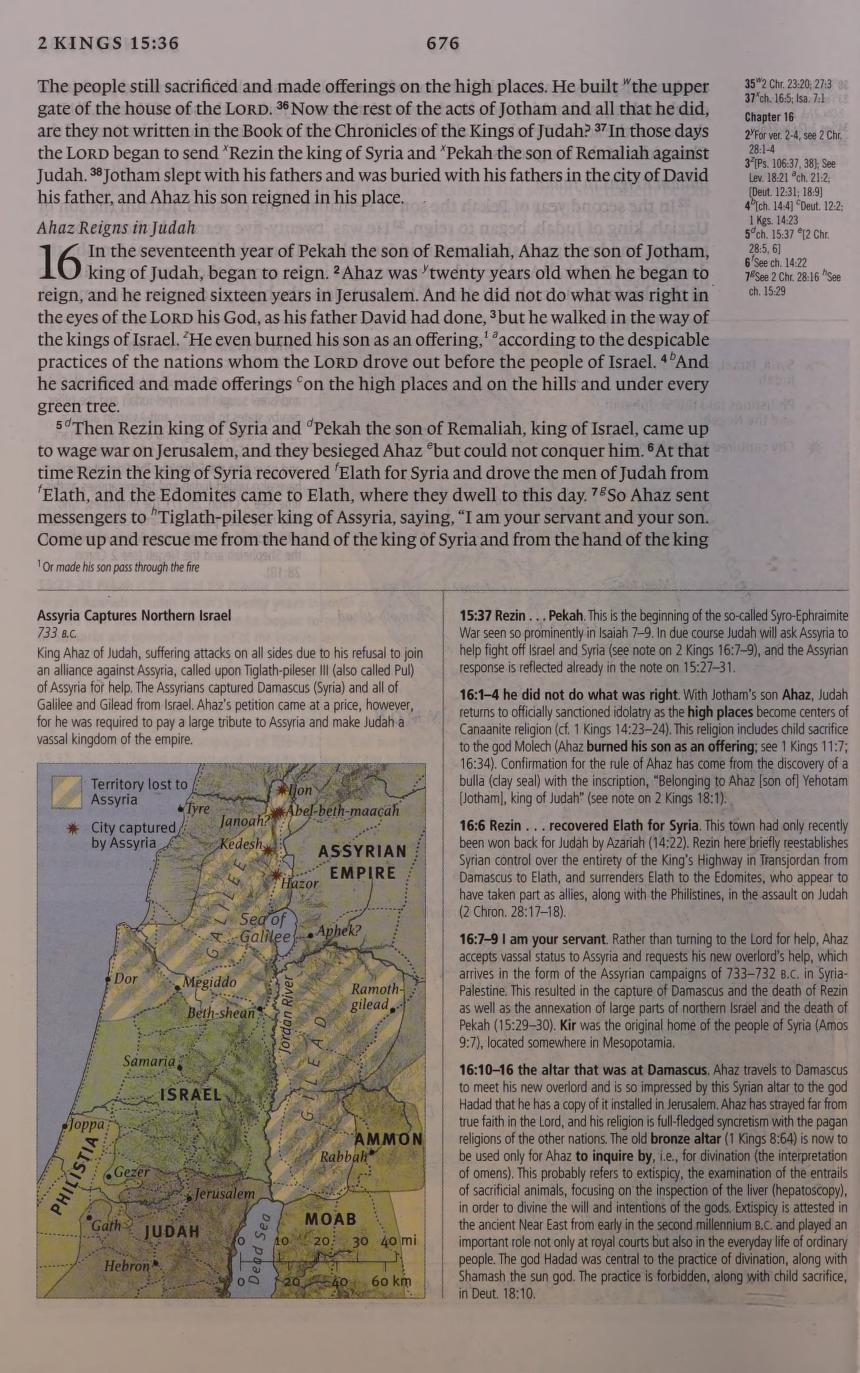 2 KINGS 15:36
676
The people still sacrificed and made offerings on the high places. He built ʷthe upper
gate of the house of the LORD. ³⁶Now the rest of the acts of Jotham and all that he did,
are they not written in the Book of the Chronicles of the Kings of Judah? ³⁷In those days
the LORD began to send ˣRezin the king of Syria and ˣPekah the son of Remaliah against
Judah. ³⁸Jotham slept with his fathers and was buried with his fathers in the city of David
his father, and Ahaz his son reigned in his place.
Ahaz Reigns in Judah
16 In the seventeenth year of Pekah the son of Remaliah, Ahaz the son of Jotham,
king of Judah, began to reign. ²Ahaz was ʸtwenty years old when he began to
reign, and he reigned sixteen years in Jerusalem. And he did not do what was right in
the eyes of the LORD his God, as his father David had done, ³but he walked in the way of
the kings of Israel. ᶻHe even burned his son as an offering,¹ ᵃaccording to the despicable
practices of the nations whom the LORD drove out before the people of Israel. ⁴ᵇAnd
he sacrificed and made offerings ᶜon the high places and on the hills and under every
green tree.
⁵ᵈThen Rezin king of Syria and ᵈPekah the son of Remaliah, king of Israel, came up
to wage war on Jerusalem, and they besieged Ahaz ᵉbut could not conquer him. ⁶At that
time Rezin the king of Syria recovered ᶠElath for Syria and drove the men of Judah from
ᶠElath, and the Edomites came to Elath, where they dwell to this day. ⁷ᵍSo Ahaz sent
messengers to ʰTiglath-pileser king of Assyria, saying, “I am your servant and your son.
Come up and rescue me from the hand of the king of Syria and from the hand of the king
¹ Or made his son pass through the fire
35ʷ2 Chr. 23:20; 27:3
37ˣch. 16:5; Isa. 7:1
Chapter 16
2ʸFor ver. 2-4, see 2 Chr.
28:1-4
3ᶻ[Ps. 106:37, 38]; See
Lev. 18:21 ᵃch. 21:2;
[Deut. 12:31; 18:9]
4ᵇ[ch. 14:4] ᶜDeut. 12:2;
1 Kgs. 14:23
5ᵈch. 15:37 ᵉ[2 Chr.
28:5, 6]
6ᶠSee ch. 14:22
7ᵍSee 2 Chr. 28:16 ʰSee
ch. 15:29
Assyria Captures Northern Israel
733 B.C.
King Ahaz of Judah, suffering attacks on all sides due to his refusal to join
an alliance against Assyria, called upon Tiglath-pileser III (also called Pul)
of Assyria for help. The Assyrians captured Damascus (Syria) and all of
Galilee and Gilead from Israel. Ahaz’s petition came at a price, however,
for he was required to pay a large tribute to Assyria and make Judah a
vassal kingdom of the empire.
Territory lost to
Assyria
City captured
by Assyria
Tyre
Ijon
Abel-beth-maacah
Janoah?
Kedesh
ASSYRIAN
EMPIRE
Hazor
GALILEE
Sea of
Galilee
Aphek?
Dor
Megiddo
Ramoth-
gilead
Beth-shean
Jordan River
GILEAD
Samaria
ISRAEL
Joppa
AMMON
Rabbah
PHILISTIA
Gezer
Jerusalem
Gath
JUDAH
MOAB
Hebron
Dead Sea
0 10 20 30 40 mi
0 20 40 60 km
15:37 Rezin . . . Pekah. This is the beginning of the so-called Syro-Ephraimite
War seen so prominently in Isaiah 7–9. In due course Judah will ask Assyria to
help fight off Israel and Syria (see note on 2 Kings 16:7–9), and the Assyrian
response is reflected already in the note on 15:27–31.
16:1–4 he did not do what was right. With Jotham’s son Ahaz, Judah
returns to officially sanctioned idolatry as the high places become centers of
Canaanite religion (cf. 1 Kings 14:23–24). This religion includes child sacrifice
to the god Molech (Ahaz burned his son as an offering; see 1 Kings 11:7;
16:34). Confirmation for the rule of Ahaz has come from the discovery of a
bulla (clay seal) with the inscription, “Belonging to Ahaz [son of] Yehotam
[Jotham], king of Judah” (see note on 2 Kings 18:1).
16:6 Rezin . . . recovered Elath for Syria. This town had only recently
been won back for Judah by Azariah (14:22). Rezin here briefly reestablishes
Syrian control over the entirety of the King’s Highway in Transjordan from
Damascus to Elath, and surrenders Elath to the Edomites, who appear to
have taken part as allies, along with the Philistines, in the assault on Judah
(2 Chron. 28:17–18).
16:7–9 I am your servant. Rather than turning to the Lord for help, Ahaz
accepts vassal status to Assyria and requests his new overlord’s help, which
arrives in the form of the Assyrian campaigns of 733–732 B.C. in Syria-
Palestine. This resulted in the capture of Damascus and the death of Rezin
as well as the annexation of large parts of northern Israel and the death of
Pekah (15:29–30). Kir was the original home of the people of Syria (Amos
9:7), located somewhere in Mesopotamia.
16:10–16 the altar that was at Damascus. Ahaz travels to Damascus
to meet his new overlord and is so impressed by this Syrian altar to the god
Hadad that he has a copy of it installed in Jerusalem. Ahaz has strayed far from
true faith in the Lord, and his religion is full-fledged syncretism with the pagan
religions of the other nations. The old bronze altar (1 Kings 8:64) is now to
be used only for Ahaz to inquire by, i.e., for divination (the interpretation
of omens). This probably refers to extispicy, the examination of the entrails
of sacrificial animals, focusing on the inspection of the liver (hepatoscopy),
in order to divine the will and intentions of the gods. Extispicy is attested in
the ancient Near East from early in the second millennium B.C. and played an
important role not only at royal courts but also in the everyday life of ordinary
people. The god Hadad was central to the practice of divination, along with
Shamash the sun god. The practice is forbidden, along with child sacrifice,
in Deut. 18:10.